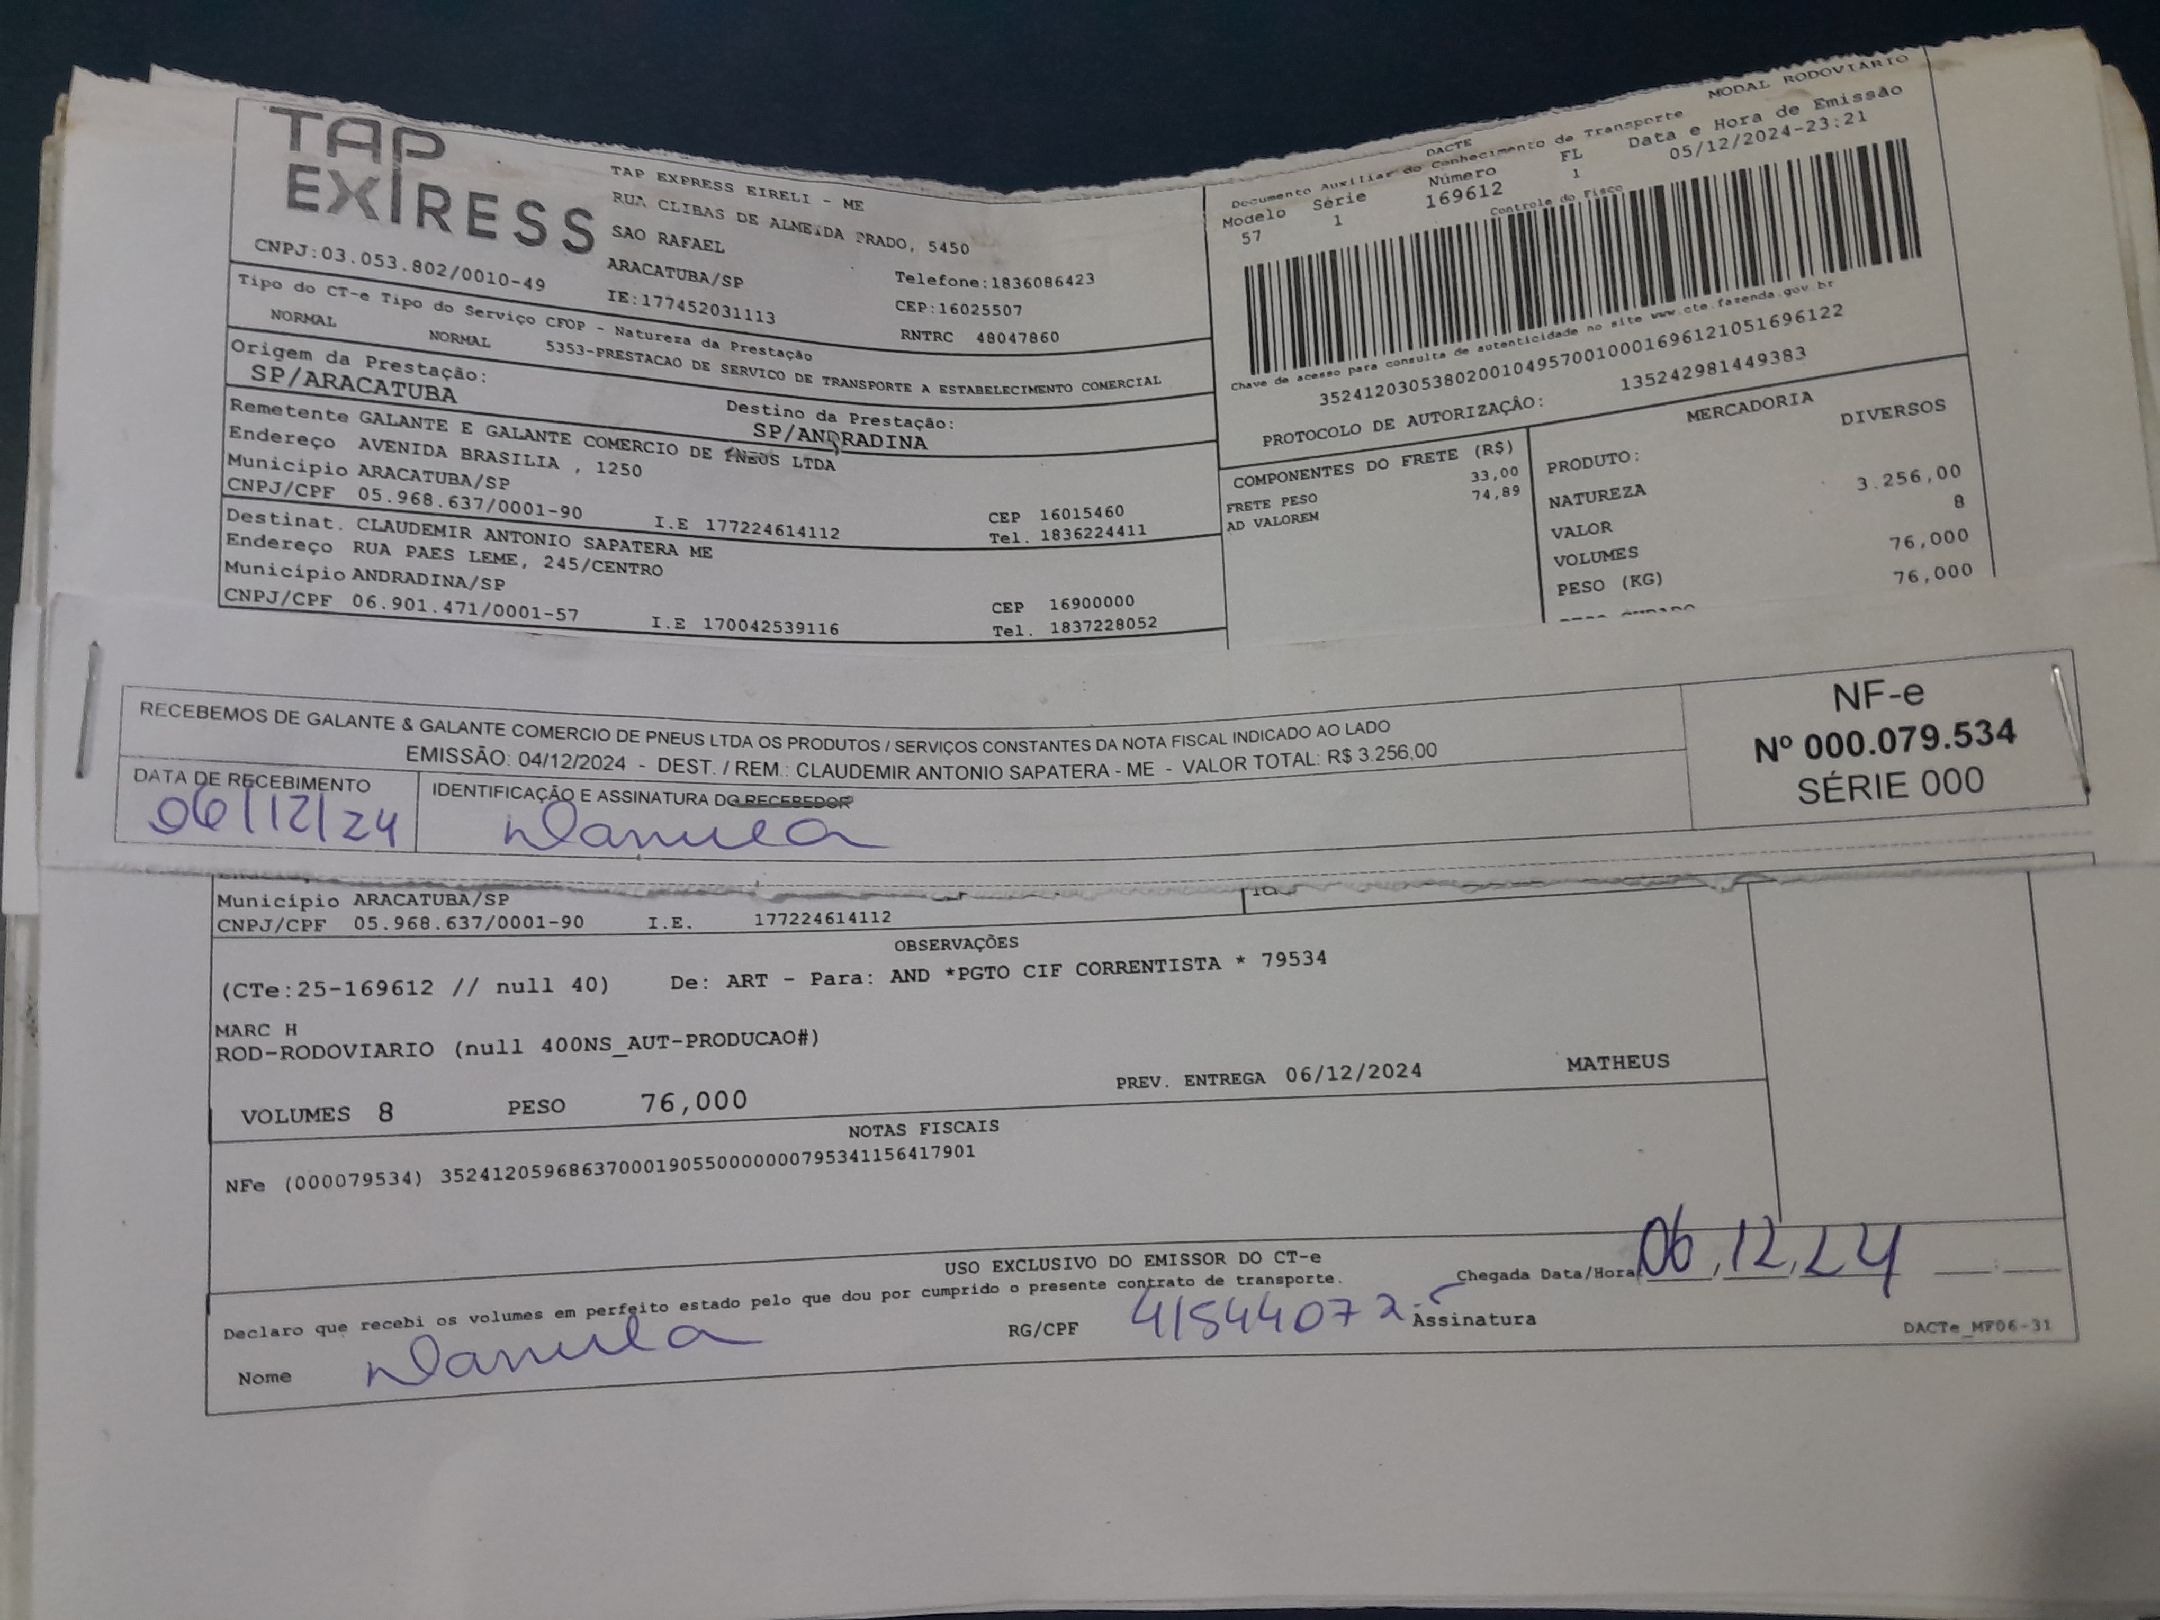 TAP
EXPRESS
CNPJ:03.053.802/0010-49
TAP EXPRESS EIRELI - ME
RUA CLIBAS DE ALMEIDA PRADO, 5450
SAO RAFAEL
ARACATUBA/SP
IE:177452031113
Telefone:1836086423
CEP:16025507
RNTRC 48047860
MODAL RODOVIARIO
DACTE
Documento Auxiliar do Conhecimento de Transporte
Modelo Série Número FL Data e Hora de Emissão
57 1 169612 1 05/12/2024-23:21
Controle do Fisco
Chave de acesso para consulta de autenticidade no site www.cte.fazenda.gov.br
35241203053802001049570010001696121051696122
PROTOCOLO DE AUTORIZAÇÃO: 135242981449383
Tipo do CT-e Tipo do Serviço CFOP - Natureza da Prestação
NORMAL NORMAL 5353-PRESTACAO DE SERVICO DE TRANSPORTE A ESTABELECIMENTO COMERCIAL
Origem da Prestação: Destino da Prestação:
SP/ARACATUBA SP/ANDRADINA
Remetente GALANTE E GALANTE COMERCIO DE PNEUS LTDA
Endereço AVENIDA BRASILIA , 1250
Município ARACATUBA/SP CEP 16015460
CNPJ/CPF 05.968.637/0001-90 I.E 177224614112 Tel. 1836224411
Destinat. CLAUDEMIR ANTONIO SAPATERA ME
Endereço RUA PAES LEME, 245/CENTRO
Município ANDRADINA/SP CEP 16900000
CNPJ/CPF 06.901.471/0001-57 I.E 170042539116 Tel. 1837228052
COMPONENTES DO FRETE (R$)
FRETE PESO 33,00
AD VALOREM 74,89
MERCADORIA
PRODUTO: DIVERSOS
NATUREZA
VALOR 3.256,00
VOLUMES 8
PESO (KG) 76,000
76,000
RECEBEMOS DE GALANTE & GALANTE COMERCIO DE PNEUS LTDA OS PRODUTOS / SERVIÇOS CONSTANTES DA NOTA FISCAL INDICADO AO LADO
EMISSÃO: 04/12/2024 - DEST. / REM.: CLAUDEMIR ANTONIO SAPATERA - ME - VALOR TOTAL: R$ 3.256,00
DATA DE RECEBIMENTO IDENTIFICAÇÃO E ASSINATURA DO RECEBEDOR
06/12/24
NF-e
Nº 000.079.534
SÉRIE 000
Município ARACATUBA/SP
CNPJ/CPF 05.968.637/0001-90 I.E. 177224614112
OBSERVAÇÕES
(CTe:25-169612 // null 40) De: ART - Para: AND *PGTO CIF CORRENTISTA * 79534
MARC H
ROD-RODOVIARIO (null 400NS_AUT-PRODUCAO#)
PREV. ENTREGA 06/12/2024 MATHEUS
VOLUMES 8 PESO 76,000
NOTAS FISCAIS
NFe (000079534) 35241205968637000190550000000795341156417901
USO EXCLUSIVO DO EMISSOR DO CT-e
Declaro que recebi os volumes em perfeito estado pelo que dou por cumprido o presente contrato de transporte. Chegada Data/Hora 06,12,24
Nome RG/CPF Assinatura
DACTe_MF06-31